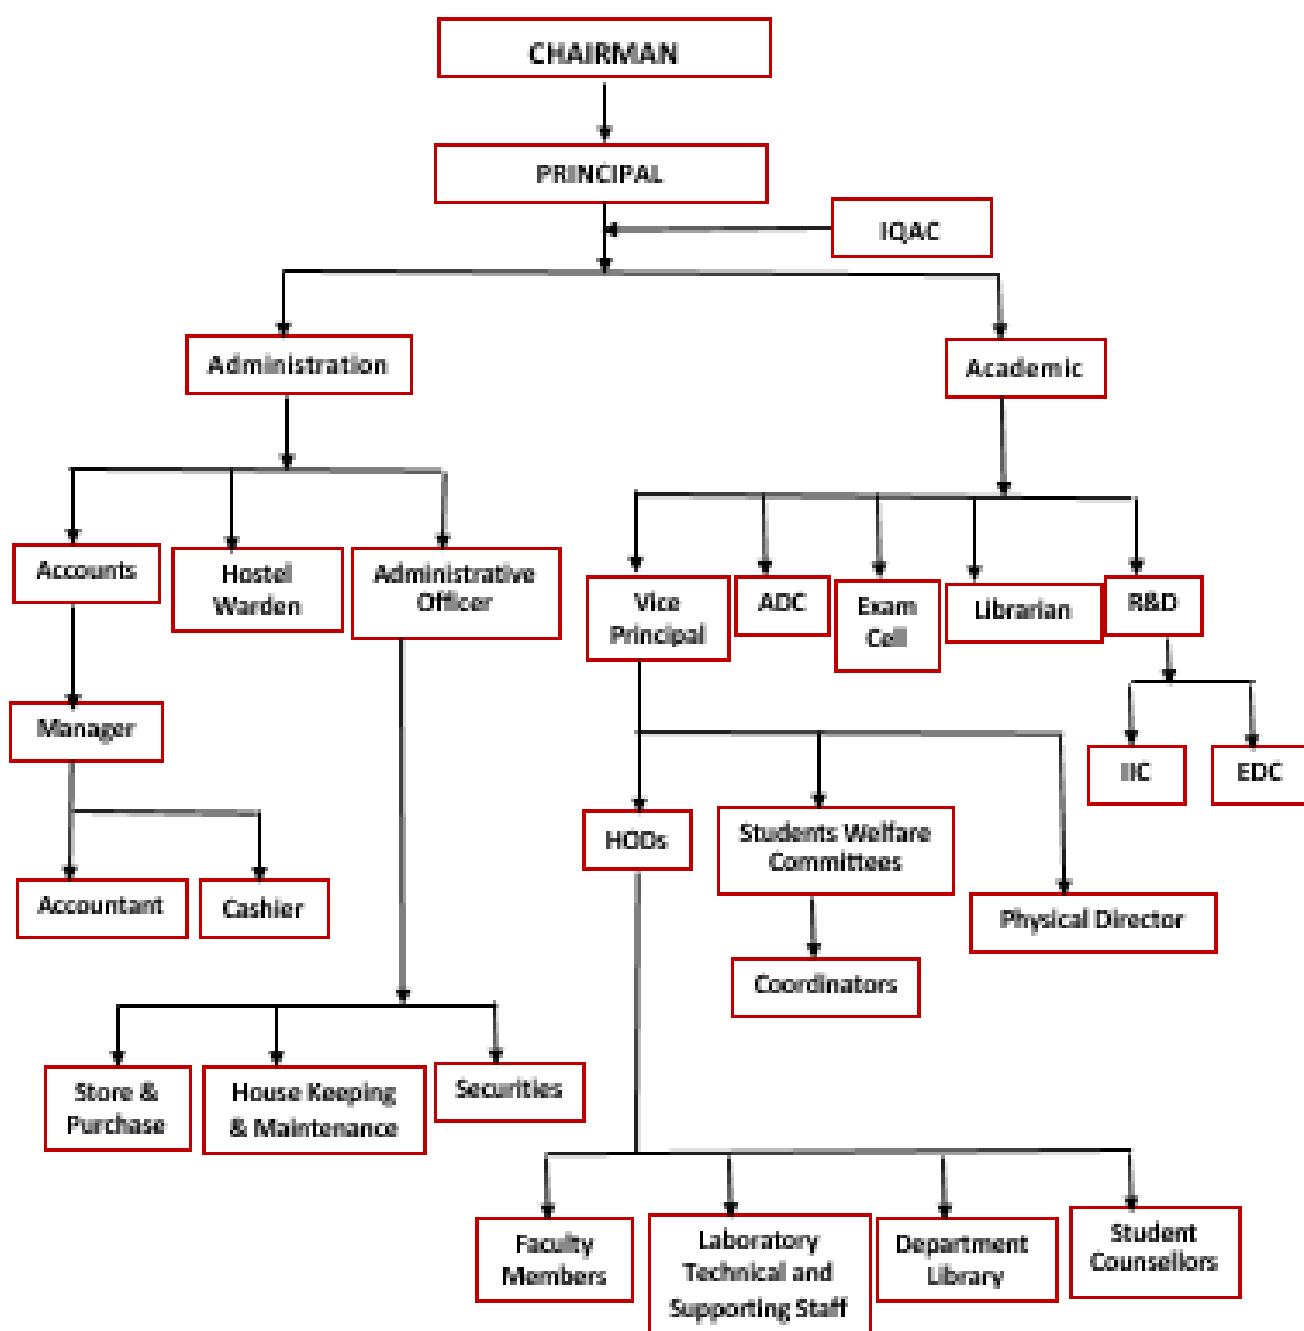 CHAIRMAN
PRINCIPAL
IQAC
Administration
Academic
Accounts
Hostel
Warden
Administrative
Officer
Vice
Principal
ADC
Exam
Cell
Librarian
R&D
Manager
IIC
EDC
HODs
Students Welfare
Committees
Accountant
Cashier
Physical Director
Coordinators
Store &
Purchase
House Keeping
& Maintenance
Securities
Faculty
Members
Laboratory
Technical and
Supporting Staff
Department
Library
Student
Counsellors